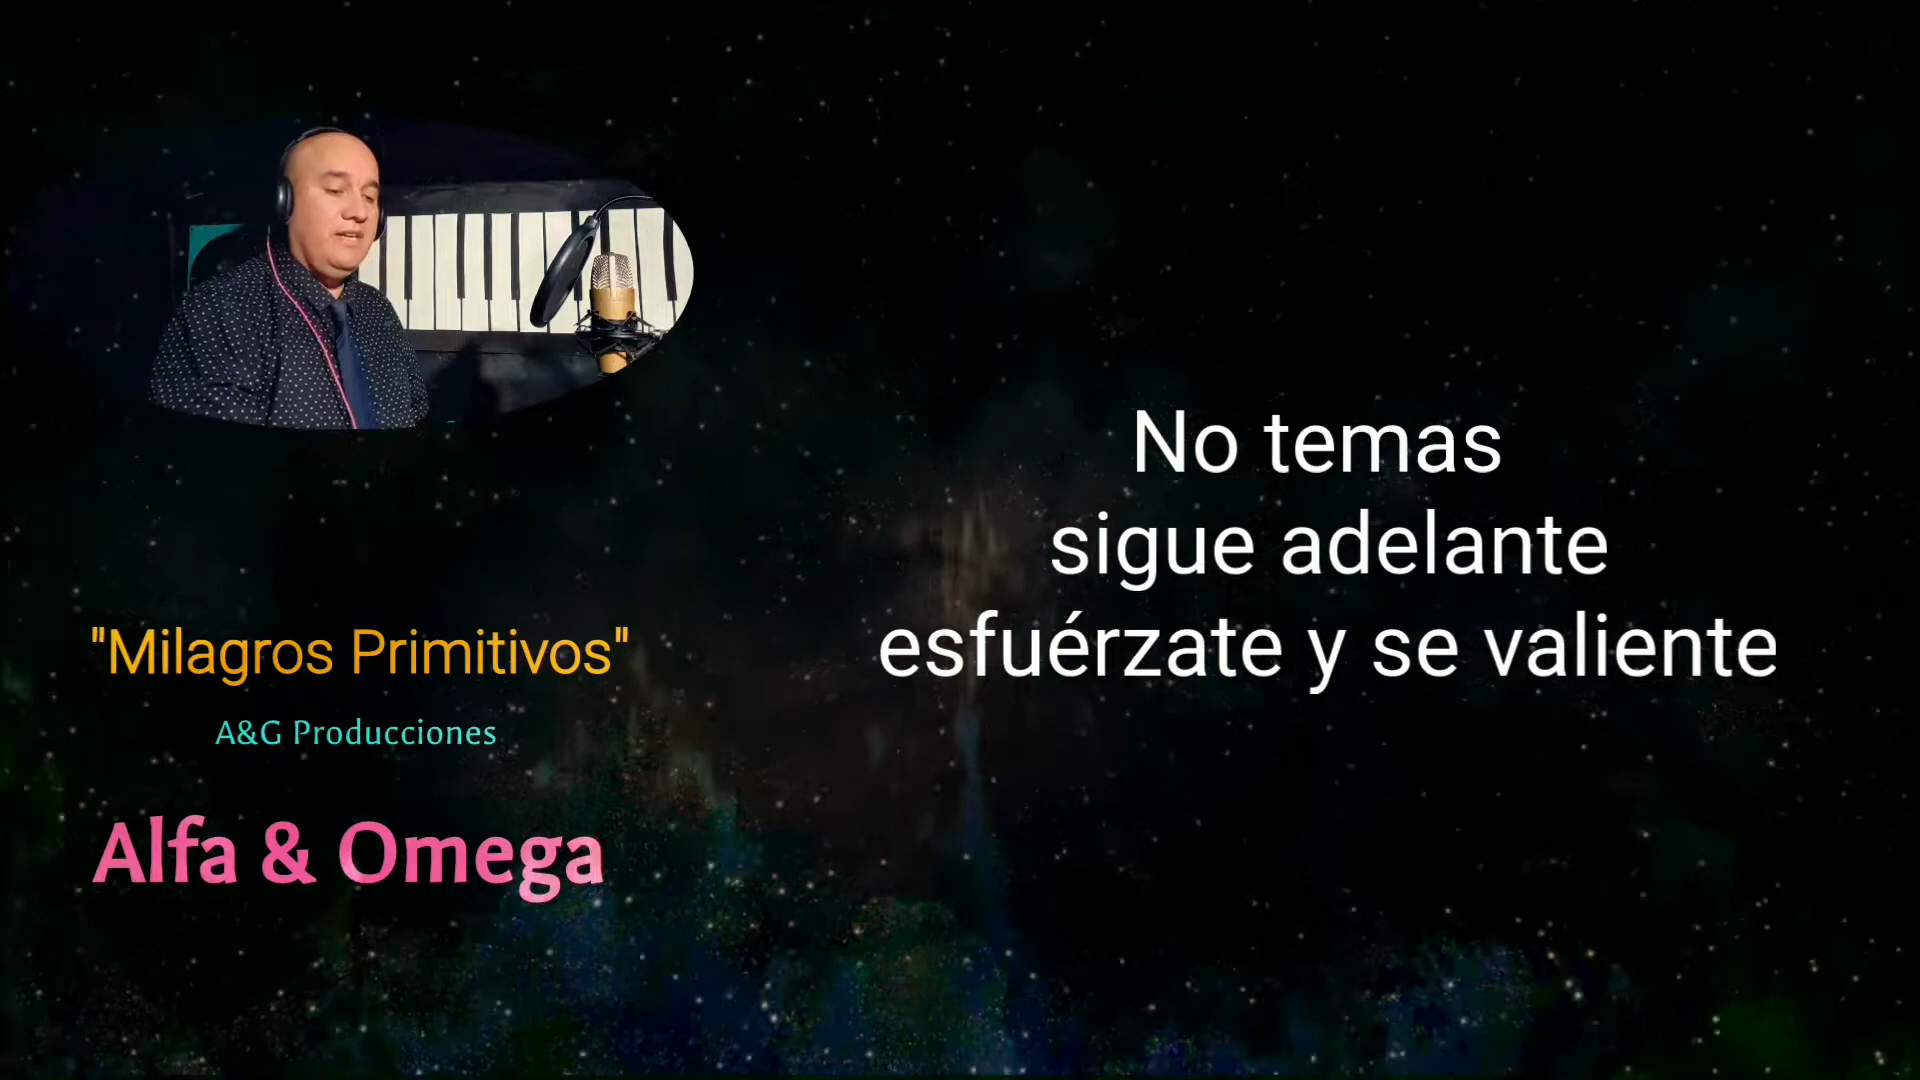 No temas
sigue adelante
esfuérzate y se valiente
"Milagros Primitivos"
A&G Producciones
Alfa & Omega